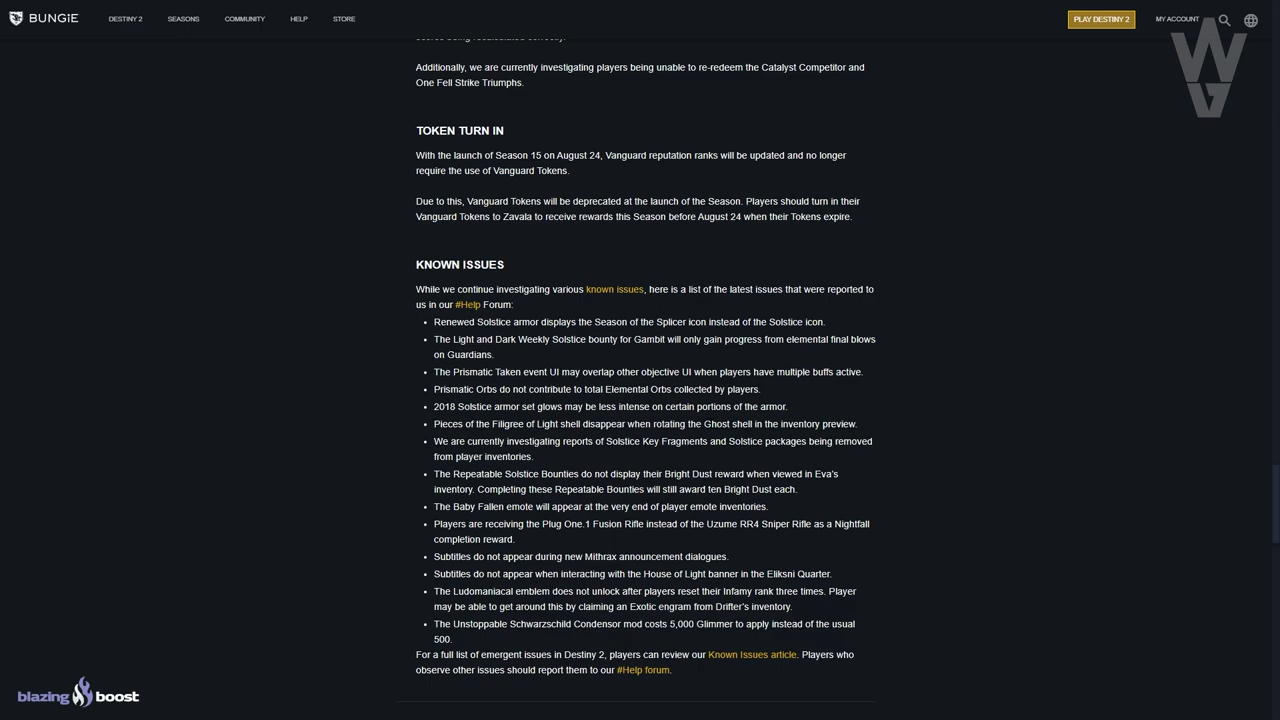 BUNGiE
DESTINY 2
SEASONS
COMMUNITY
HELP
STORE
PLAY DESTINY 2
MY ACCOUNT
Additionally, we are currently investigating players being unable to re-redeem the Catalyst Competitor and
One Fell Strike Triumphs.
TOKEN TURN IN
With the launch of Season 15 on August 24, Vanguard reputation ranks will be updated and no longer
require the use of Vanguard Tokens.
Due to this, Vanguard Tokens will be deprecated at the launch of the Season. Players should turn in their
Vanguard Tokens to Zavala to receive rewards this Season before August 24 when their Tokens expire.
KNOWN ISSUES
While we continue investigating various known issues, here is a list of the latest issues that were reported to
us in our #Help Forum:
• Renewed Solstice armor displays the Season of the Splicer icon instead of the Solstice icon.
• The Light and Dark Weekly Solstice bounty for Gambit will only gain progress from elemental final blows
on Guardians.
• The Prismatic Taken event UI may overlap other objective UI when players have multiple buffs active.
• Prismatic Orbs do not contribute to total Elemental Orbs collected by players.
• 2018 Solstice armor set glows may be less intense on certain portions of the armor.
• Pieces of the Filigree of Light shell disappear when rotating the Ghost shell in the inventory preview.
• We are currently investigating reports of Solstice Key Fragments and Solstice packages being removed
from player inventories.
• The Repeatable Solstice Bounties do not display their Bright Dust reward when viewed in Eva's
inventory. Completing these Repeatable Bounties will still award ten Bright Dust each.
• The Baby Fallen emote will appear at the very end of player emote inventories.
• Players are receiving the Plug One.1 Fusion Rifle instead of the Uzume RR4 Sniper Rifle as a Nightfall
completion reward.
• Subtitles do not appear during new Mithrax announcement dialogues.
• Subtitles do not appear when interacting with the House of Light banner in the Eliksni Quarter.
• The Ludomaniacal emblem does not unlock after players reset their Infamy rank three times. Player
may be able to get around this by claiming an Exotic engram from Drifter's inventory.
• The Unstoppable Schwarzschild Condensor mod costs 5,000 Glimmer to apply instead of the usual
500.
For a full list of emergent issues in Destiny 2, players can review our Known Issues article. Players who
observe other issues should report them to our #Help forum.
blazing boost